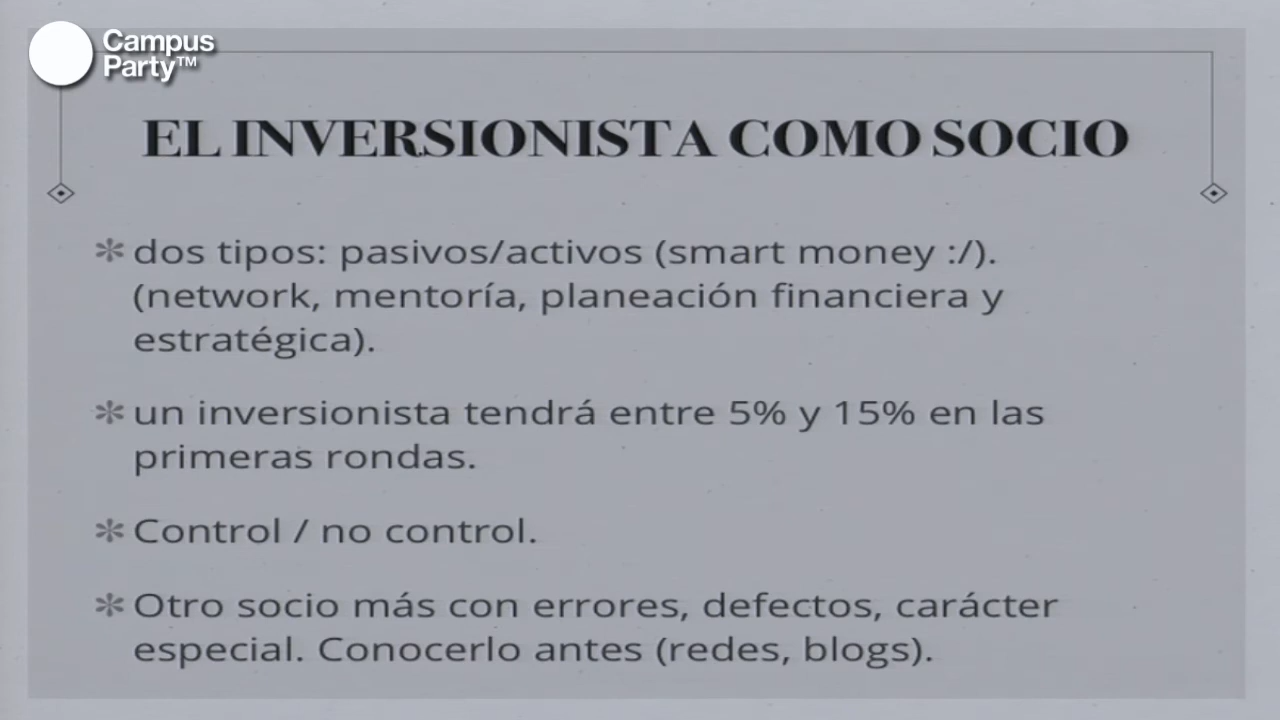 Campus
Party™
EL INVERSIONISTA COMO SOCIO
✻ dos tipos: pasivos/activos (smart money :/).
(network, mentoría, planeación financiera y
estratégica).
✻ un inversionista tendrá entre 5% y 15% en las
primeras rondas.
✻ Control / no control.
✻ Otro socio más con errores, defectos, carácter
especial. Conocerlo antes (redes, blogs).